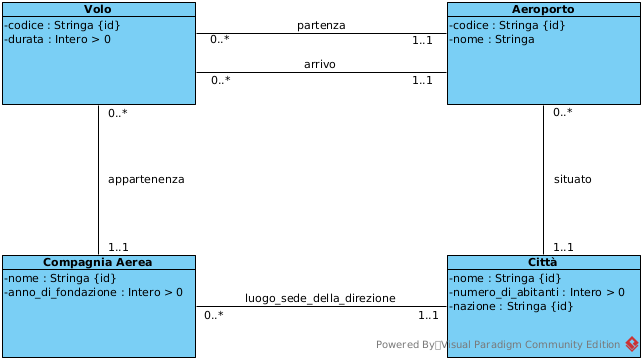 Volo
-codice : Stringa {id}
-durata : Intero > 0
partenza
0..*
1..1
arrivo
0..*
1..1
Aeroporto
-codice : Stringa {id}
-nome : Stringa
0..*
appartenenza
1..1
0..*
situato
1..1
Compagnia Aerea
-nome : Stringa {id}
-anno_di_fondazione : Intero > 0
luogo_sede_della_direzione
0..*
1..1
Città
-nome : Stringa {id}
-numero_di_abitanti : Intero > 0
-nazione : Stringa {id}
Powered By Visual Paradigm Community Edition